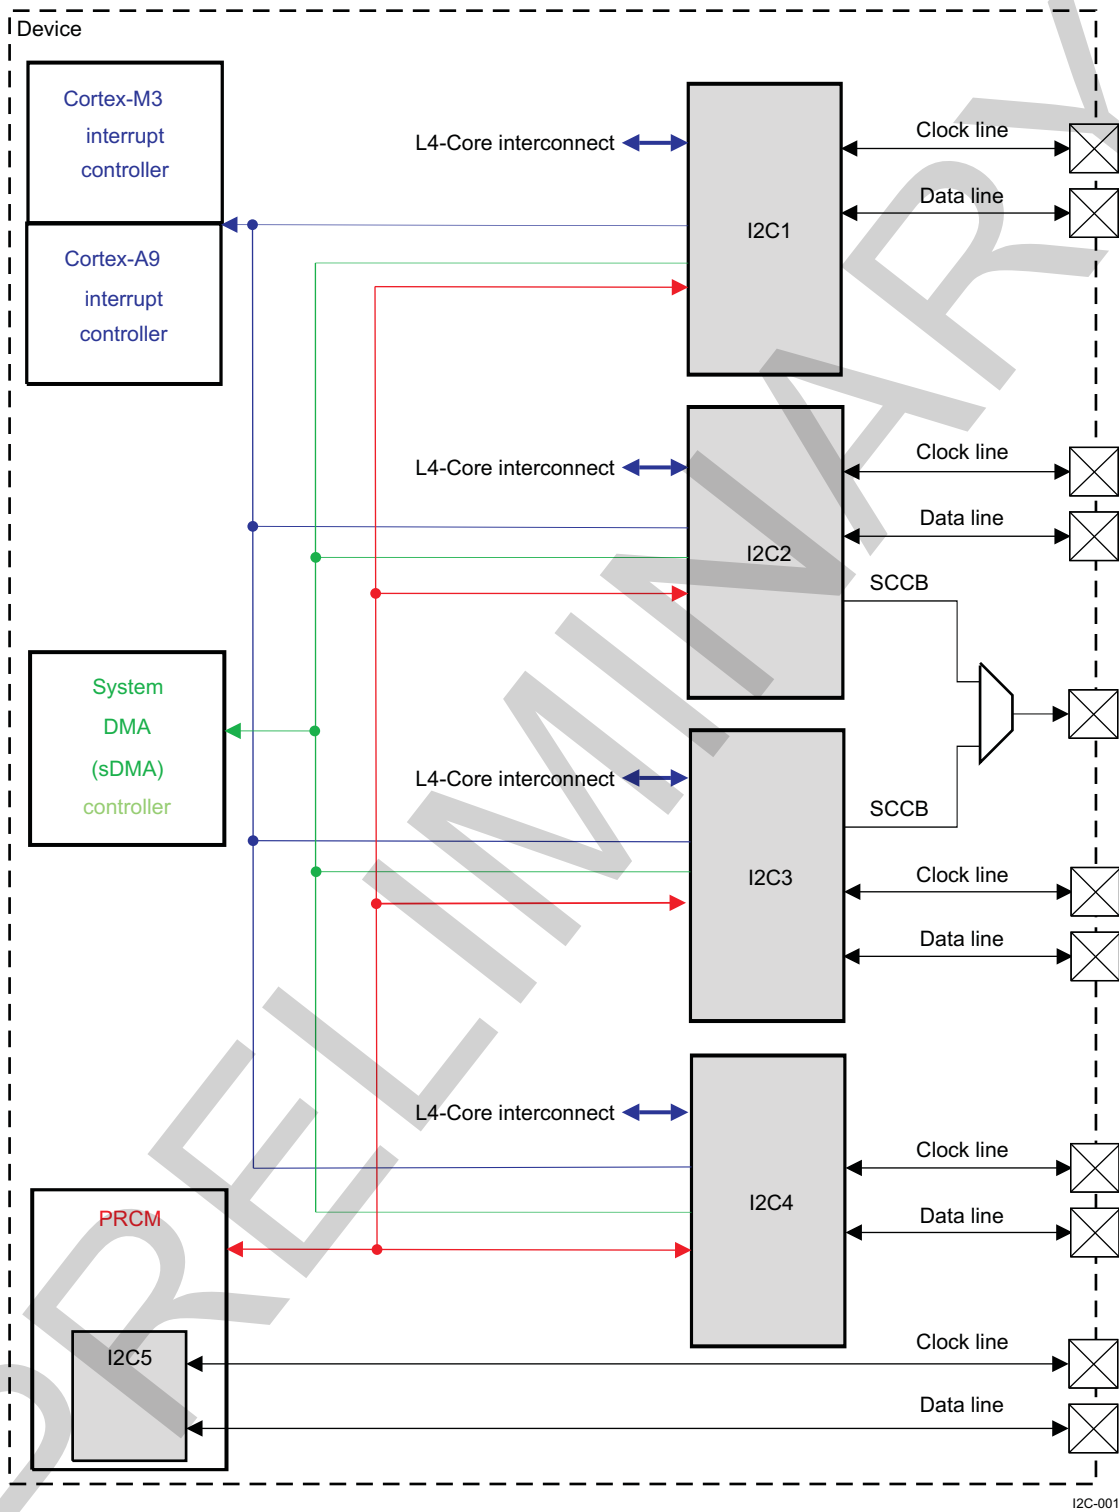 Device
Cortex-M3
interrupt
controller
Cortex-A9
interrupt
controller
L4-Core interconnect
I2C1
Clock line
Data line
L4-Core interconnect
I2C2
Clock line
Data line
SCCB
System
DMA
(sDMA)
controller
L4-Core interconnect
I2C3
SCCB
Clock line
Data line
L4-Core interconnect
I2C4
Clock line
Data line
PRCM
I2C5
Clock line
Data line
I2C-001
PRELIMINARY